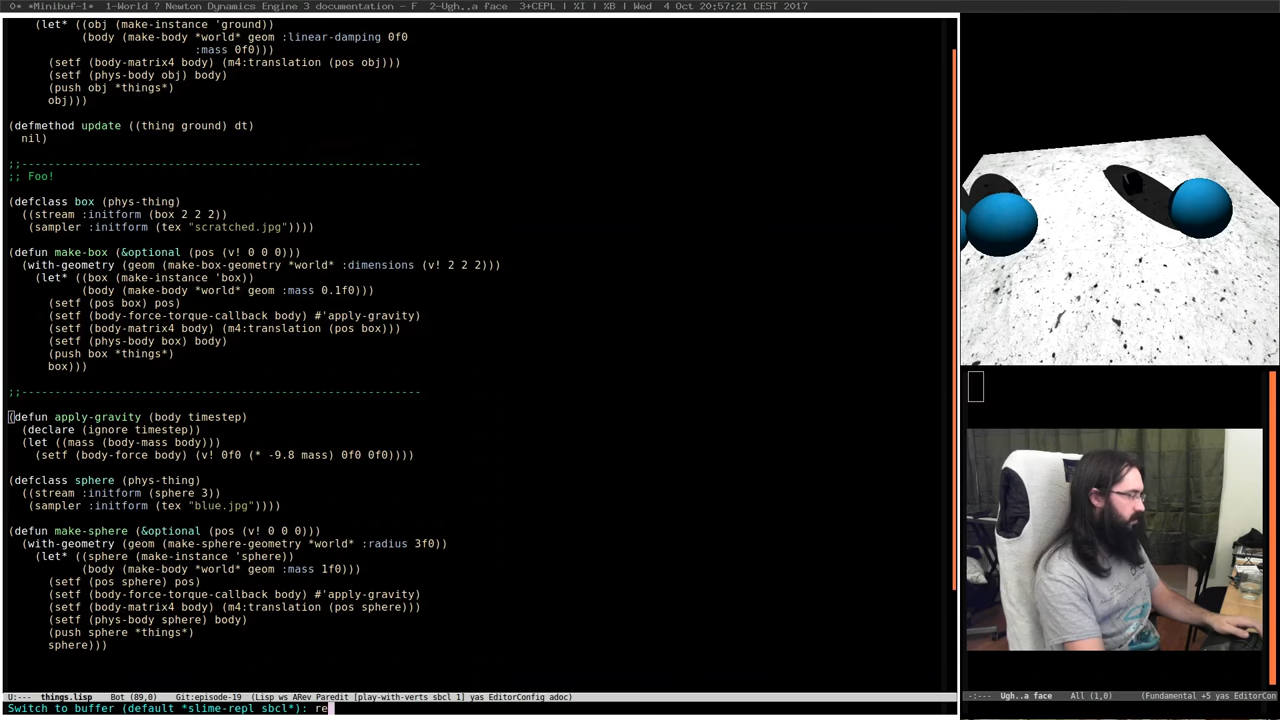 0* *Minibuf-1*  1-World ? Newton Dynamics Engine 3 documentation - F  2-Ugh..a face  3+CEPL | %I | %B | Wed  4 Oct 20:57:21 CEST 2017
    (let* ((obj (make-instance 'ground))
           (body (make-body *world* geom :linear-damping 0f0
                            :mass 0f0)))
      (setf (body-matrix4 body) (m4:translation (pos obj)))
      (setf (phys-body obj) body)
      (push obj *things*)
      obj)))
(defmethod update ((thing ground) dt)
  nil)
;;--------------------------------------------------------------
;; Foo!
(defclass box (phys-thing)
  ((stream :initform (box 2 2 2))
   (sampler :initform (tex "scratched.jpg"))))
(defun make-box (&optional (pos (v! 0 0 0)))
  (with-geometry (geom (make-box-geometry *world* :dimensions (v! 2 2 2)))
    (let* ((box (make-instance 'box))
           (body (make-body *world* geom :mass 0.1f0)))
      (setf (pos box) pos)
      (setf (body-force-torque-callback body) #'apply-gravity)
      (setf (body-matrix4 body) (m4:translation (pos box)))
      (setf (phys-body box) body)
      (push box *things*)
      box)))
;;--------------------------------------------------------------
(defun apply-gravity (body timestep)
  (declare (ignore timestep))
  (let ((mass (body-mass body)))
    (setf (body-force body) (v! 0f0 (* -9.8 mass) 0f0 0f0))))
(defclass sphere (phys-thing)
  ((stream :initform (sphere 3))
   (sampler :initform (tex "blue.jpg"))))
(defun make-sphere (&optional (pos (v! 0 0 0)))
  (with-geometry (geom (make-sphere-geometry *world* :radius 3f0))
    (let* ((sphere (make-instance 'sphere))
           (body (make-body *world* geom :mass 1f0)))
      (setf (pos sphere) pos)
      (setf (body-force-torque-callback body) #'apply-gravity)
      (setf (body-matrix4 body) (m4:translation (pos sphere)))
      (setf (phys-body sphere) body)
      (push sphere *things*)
      sphere)))
U:---  things.lisp    Bot (89,0)    Git:episode-19  (Lisp ws ARev Paredit [play-with-verts sbcl 1] yas EditorConfig adoc)
-:---  Ugh..a face    All (1,0)    (Fundamental +5 yas EditorCon
Switch to buffer (default *slime-repl sbcl*): re